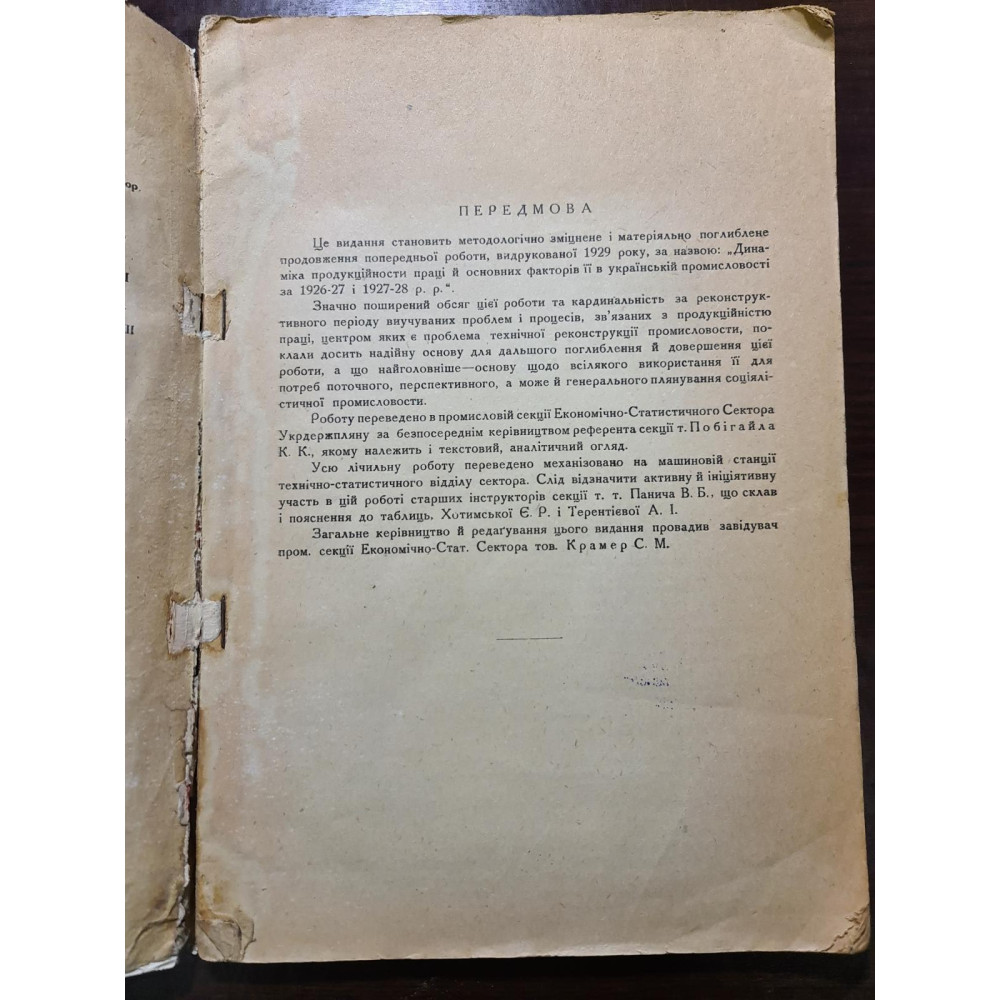 ор.
І
ІІ
ПЕРЕДМОВА
Це видання становить методологічно зміцнене і матеріяльно поглиблене
продовження попередньої роботи, видрукованої 1929 року, за назвою: „Дина-
міка продукційности праці й основних факторів її в українській промисловості
за 1926-27 і 1927-28 р. р.“.
Значно поширений обсяг цієї роботи та кардинальність за реконструк-
тивного періоду внучуваних проблем і процесів, зв'язаних з продукційністю
праці, центром яких є проблема технічної реконструкції промисловости, по-
клали досить надійну основу для дальшого поглиблення й довершення цієї
роботи, а що найголовніше—основу щодо всілякого використання її для
потреб поточного, перспективного, а може й генерального плянування соціялі-
стичної промисловости.
Роботу переведено в промисловій секції Економічно-Статистичного Сектора
Укрдержпляну за безпосереднім керівництвом референта секції т. Побігайла
К. К., якому належить і текстовий, аналітичний огляд.
Усю лічильну роботу переведено механізовано на машиновій станції
технічно-статистичного відділу сектора. Слід відзначити активну й ініціятивну
участь в цій роботі старших інструкторів секції т. т. Панича В. Б., що склав
і пояснення до таблиць, Хотимської Є. Р. і Терентієвої А. І.
Загальне керівництво й редаґування цього видання провадив завідувач
пром. секції Економічно-Стат. Сектора тов. Крамер С. М.